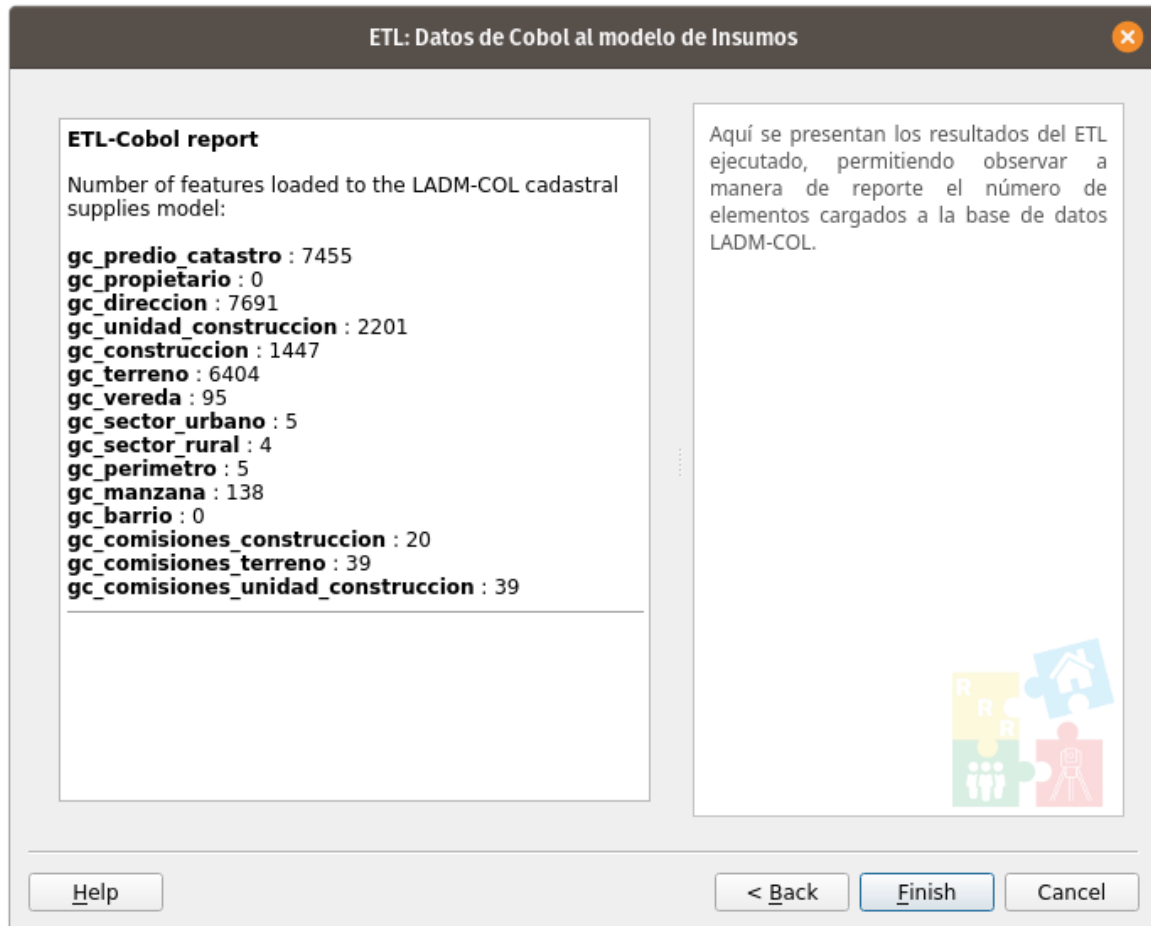 ETL: Datos de Cobol al modelo de Insumos
ETL-Cobol report
Number of features loaded to the LADM-COL cadastral
supplies model:
gc_predio_catastro : 7455
gc_propietario : 0
gc_direccion : 7691
gc_unidad_construccion : 2201
gc_construccion : 1447
gc_terreno : 6404
gc_vereda : 95
gc_sector_urbano : 5
gc_sector_rural : 4
gc_perimetro : 5
gc_manzana : 138
gc_barrio : 0
gc_comisiones_construccion : 20
gc_comisiones_terreno : 39
gc_comisiones_unidad_construccion : 39
Aquí se presentan los resultados del ETL
ejecutado, permitiendo observar a
manera de reporte el número de
elementos cargados a la base de datos
LADM-COL.
R
R
R
Help
< Back
Finish
Cancel